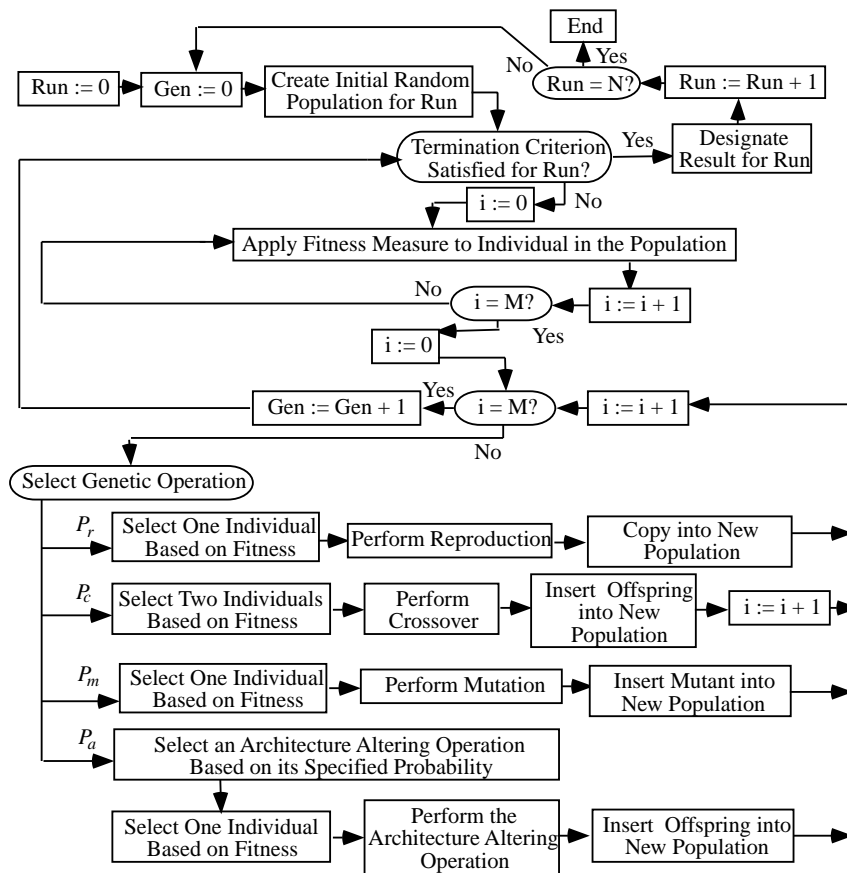 End
No
Yes
Run := 0
Gen := 0
Create Initial Random
Population for Run
Run = N?
Run := Run + 1
Termination Criterion
Satisfied for Run?
Yes
Designate
Result for Run
i := 0
No
Apply Fitness Measure to Individual in the Population
No
i = M?
i := i + 1
Yes
i := 0
Gen := Gen + 1
Yes
i = M?
i := i + 1
No
Select Genetic Operation
Pr
Select One Individual
Based on Fitness
Perform Reproduction
Copy into New
Population
Pc
Select Two Individuals
Based on Fitness
Perform
Crossover
Insert Offspring
into New
Population
i := i + 1
Pm
Select One Individual
Based on Fitness
Perform Mutation
Insert Mutant into
New Population
Pa
Select an Architecture Altering Operation
Based on its Specified Probability
Select One Individual
Based on Fitness
Perform the
Architecture Altering
Operation
Insert Offspring into
New Population